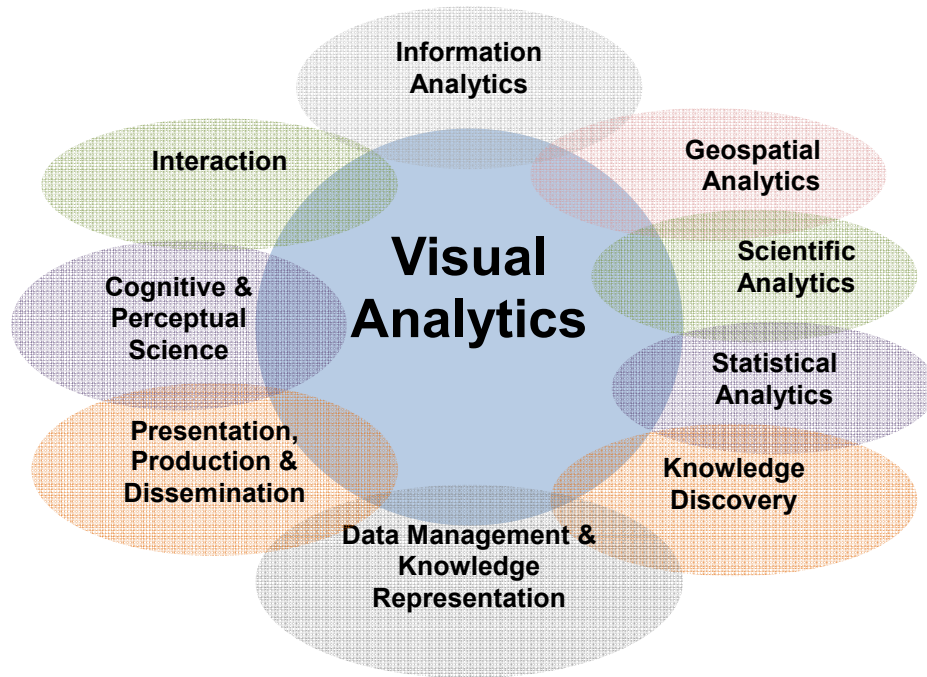 Information
Analytics
Interaction
Geospatial
Analytics
Visual
Analytics
Scientific
Analytics
Cognitive &
Perceptual
Science
Statistical
Analytics
Presentation,
Production &
Dissemination
Knowledge
Discovery
Data Management &
Knowledge
Representation